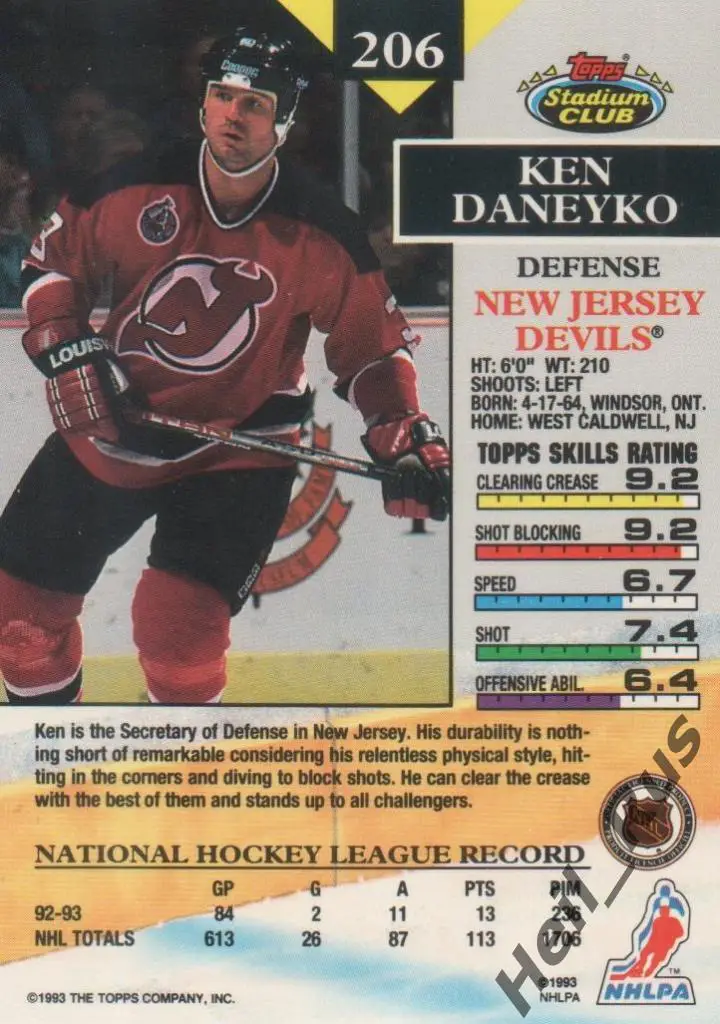 206
Cooper
Topps
Stadium
CLUB
KEN
DANEYKO
DEFENSE
NEW JERSEY
DEVILS®
HT: 6'0" WT: 210
SHOOTS: LEFT
BORN: 4-17-64, WINDSOR, ONT.
HOME: WEST CALDWELL, NJ
TOPPS SKILLS RATING
CLEARING CREASE 9.2
SHOT BLOCKING 9.2
SPEED 6.7
SHOT 7.4
OFFENSIVE ABIL. 6.4
LOUIS
Ken is the Secretary of Defense in New Jersey. His durability is noth-
ing short of remarkable considering his relentless physical style, hit-
ting in the corners and diving to block shots. He can clear the crease
with the best of them and stands up to all challengers.
NATIONAL HOCKEY LEAGUE RECORD
GP G A PTS PIM
92-93 84 2 11 13 236
NHL TOTALS 613 26 87 113 1706
©1993 THE TOPPS COMPANY, INC.
©1993
NHLPA
NHLPA
TM